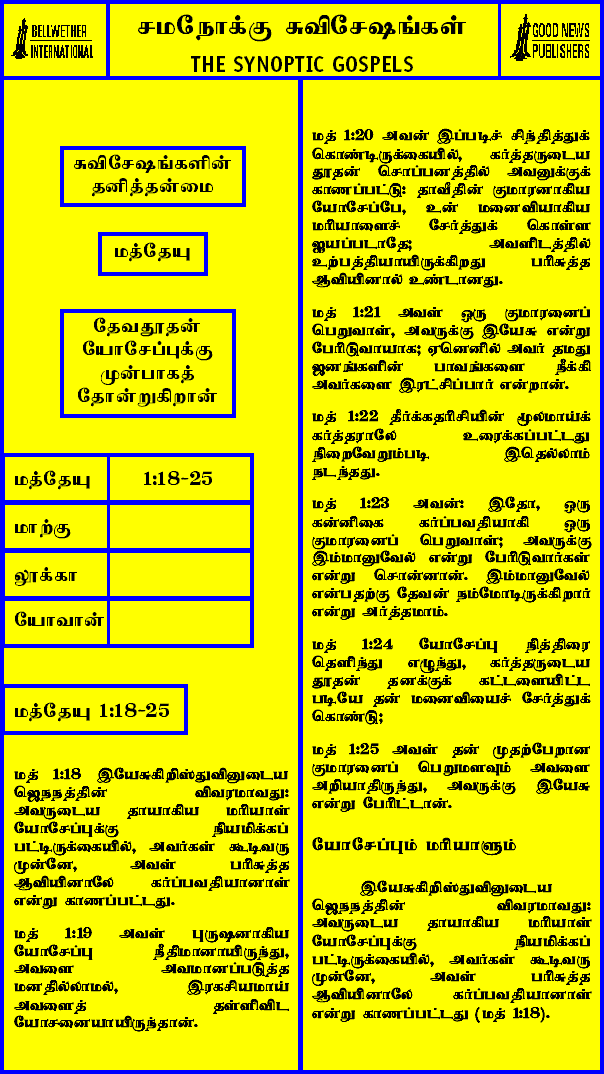 BELLWETHER
INTERNATIONAL
சமநோக்கு சுவிசேஷங்கள்
THE SYNOPTIC GOSPELS
GOOD NEWS
PUBLISHERS
சுவிசேஷங்களின்
தனித்தன்மை
மத்தேயு
தேவதூதன்
யோசேப்புக்கு
முன்பாகத்
தோன்றுகிறான்
மத்தேயு 1:18-25
மாற்கு
லூக்கா
யோவான்
மத்தேயு 1:18-25
மத் 1:18 இயேசுகிறிஸ்துவினுடைய
ஜெநநத்தின் விவரமாவது:
அவருடைய தாயாகிய மரியாள்
யோசேப்புக்கு நியமிக்கப்
பட்டிருக்கையில், அவர்கள் கூடிவரு
முன்னே, அவள் பரிசுத்த
ஆவியினாலே கர்ப்பவதியானாள்
என்று காணப்பட்டது.
மத் 1:19 அவள் புருஷனாகிய
யோசேப்பு நீதிமானாயிருந்து,
அவளை அவமானப்படுத்த
மனதில்லாமல், இரகசியமாய்
அவளைத் தள்ளிவிட
யோசனையாயிருந்தான்.
மத் 1:20 அவன் இப்படிச் சிந்தித்துக்
கொண்டிருக்கையில், கர்த்தருடைய
தூதன் சொப்பனத்தில் அவனுக்குக்
காணப்பட்டு: தாவீதின் குமாரனாகிய
யோசேப்பே, உன் மனைவியாகிய
மரியாளைச் சேர்த்துக் கொள்ள
ஐயப்படாதே; அவளிடத்தில்
உற்பத்தியாயிருக்கிறது பரிசுத்த
ஆவியினால் உண்டானது.
மத் 1:21 அவள் ஒரு குமாரனைப்
பெறுவாள், அவருக்கு இயேசு என்று
பேரிடுவாயாக; ஏனெனில் அவர் தமது
ஜனங்களின் பாவங்களை நீக்கி
அவர்களை இரட்சிப்பார் என்றான்.
மத் 1:22 தீர்க்கதரிசியின் மூலமாய்க்
கர்த்தராலே உரைக்கப்பட்டது
நிறைவேறும்படி இதெல்லாம்
நடந்தது.
மத் 1:23 அவன்: இதோ, ஒரு
கன்னிகை கர்ப்பவதியாகி ஒரு
குமாரனைப் பெறுவாள்; அவருக்கு
இம்மானுவேல் என்று பேரிடுவார்கள்
என்று சொன்னான். இம்மானுவேல்
என்பதற்கு தேவன் நம்மோடிருக்கிறார்
என்று அர்த்தமாம்.
மத் 1:24 யோசேப்பு நித்திரை
தெளிந்து எழுந்து, கர்த்தருடைய
தூதன் தனக்குக் கட்டளையிட்ட
படியே தன் மனைவியைச் சேர்த்துக்
கொண்டு;
மத் 1:25 அவள் தன் முதற்பேறான
குமாரனைப் பெறுமளவும் அவளை
அறியாதிருந்து, அவருக்கு இயேசு
என்று பேரிட்டான்.
யோசேப்பும் மரியாளும்
இயேசுகிறிஸ்துவினுடைய
ஜெநநத்தின் விவரமாவது:
அவருடைய தாயாகிய மரியாள்
யோசேப்புக்கு நியமிக்கப்
பட்டிருக்கையில், அவர்கள் கூடிவரு
முன்னே, அவள் பரிசுத்த
ஆவியினாலே கர்ப்பவதியானாள்
என்று காணப்பட்டது (மத் 1:18).